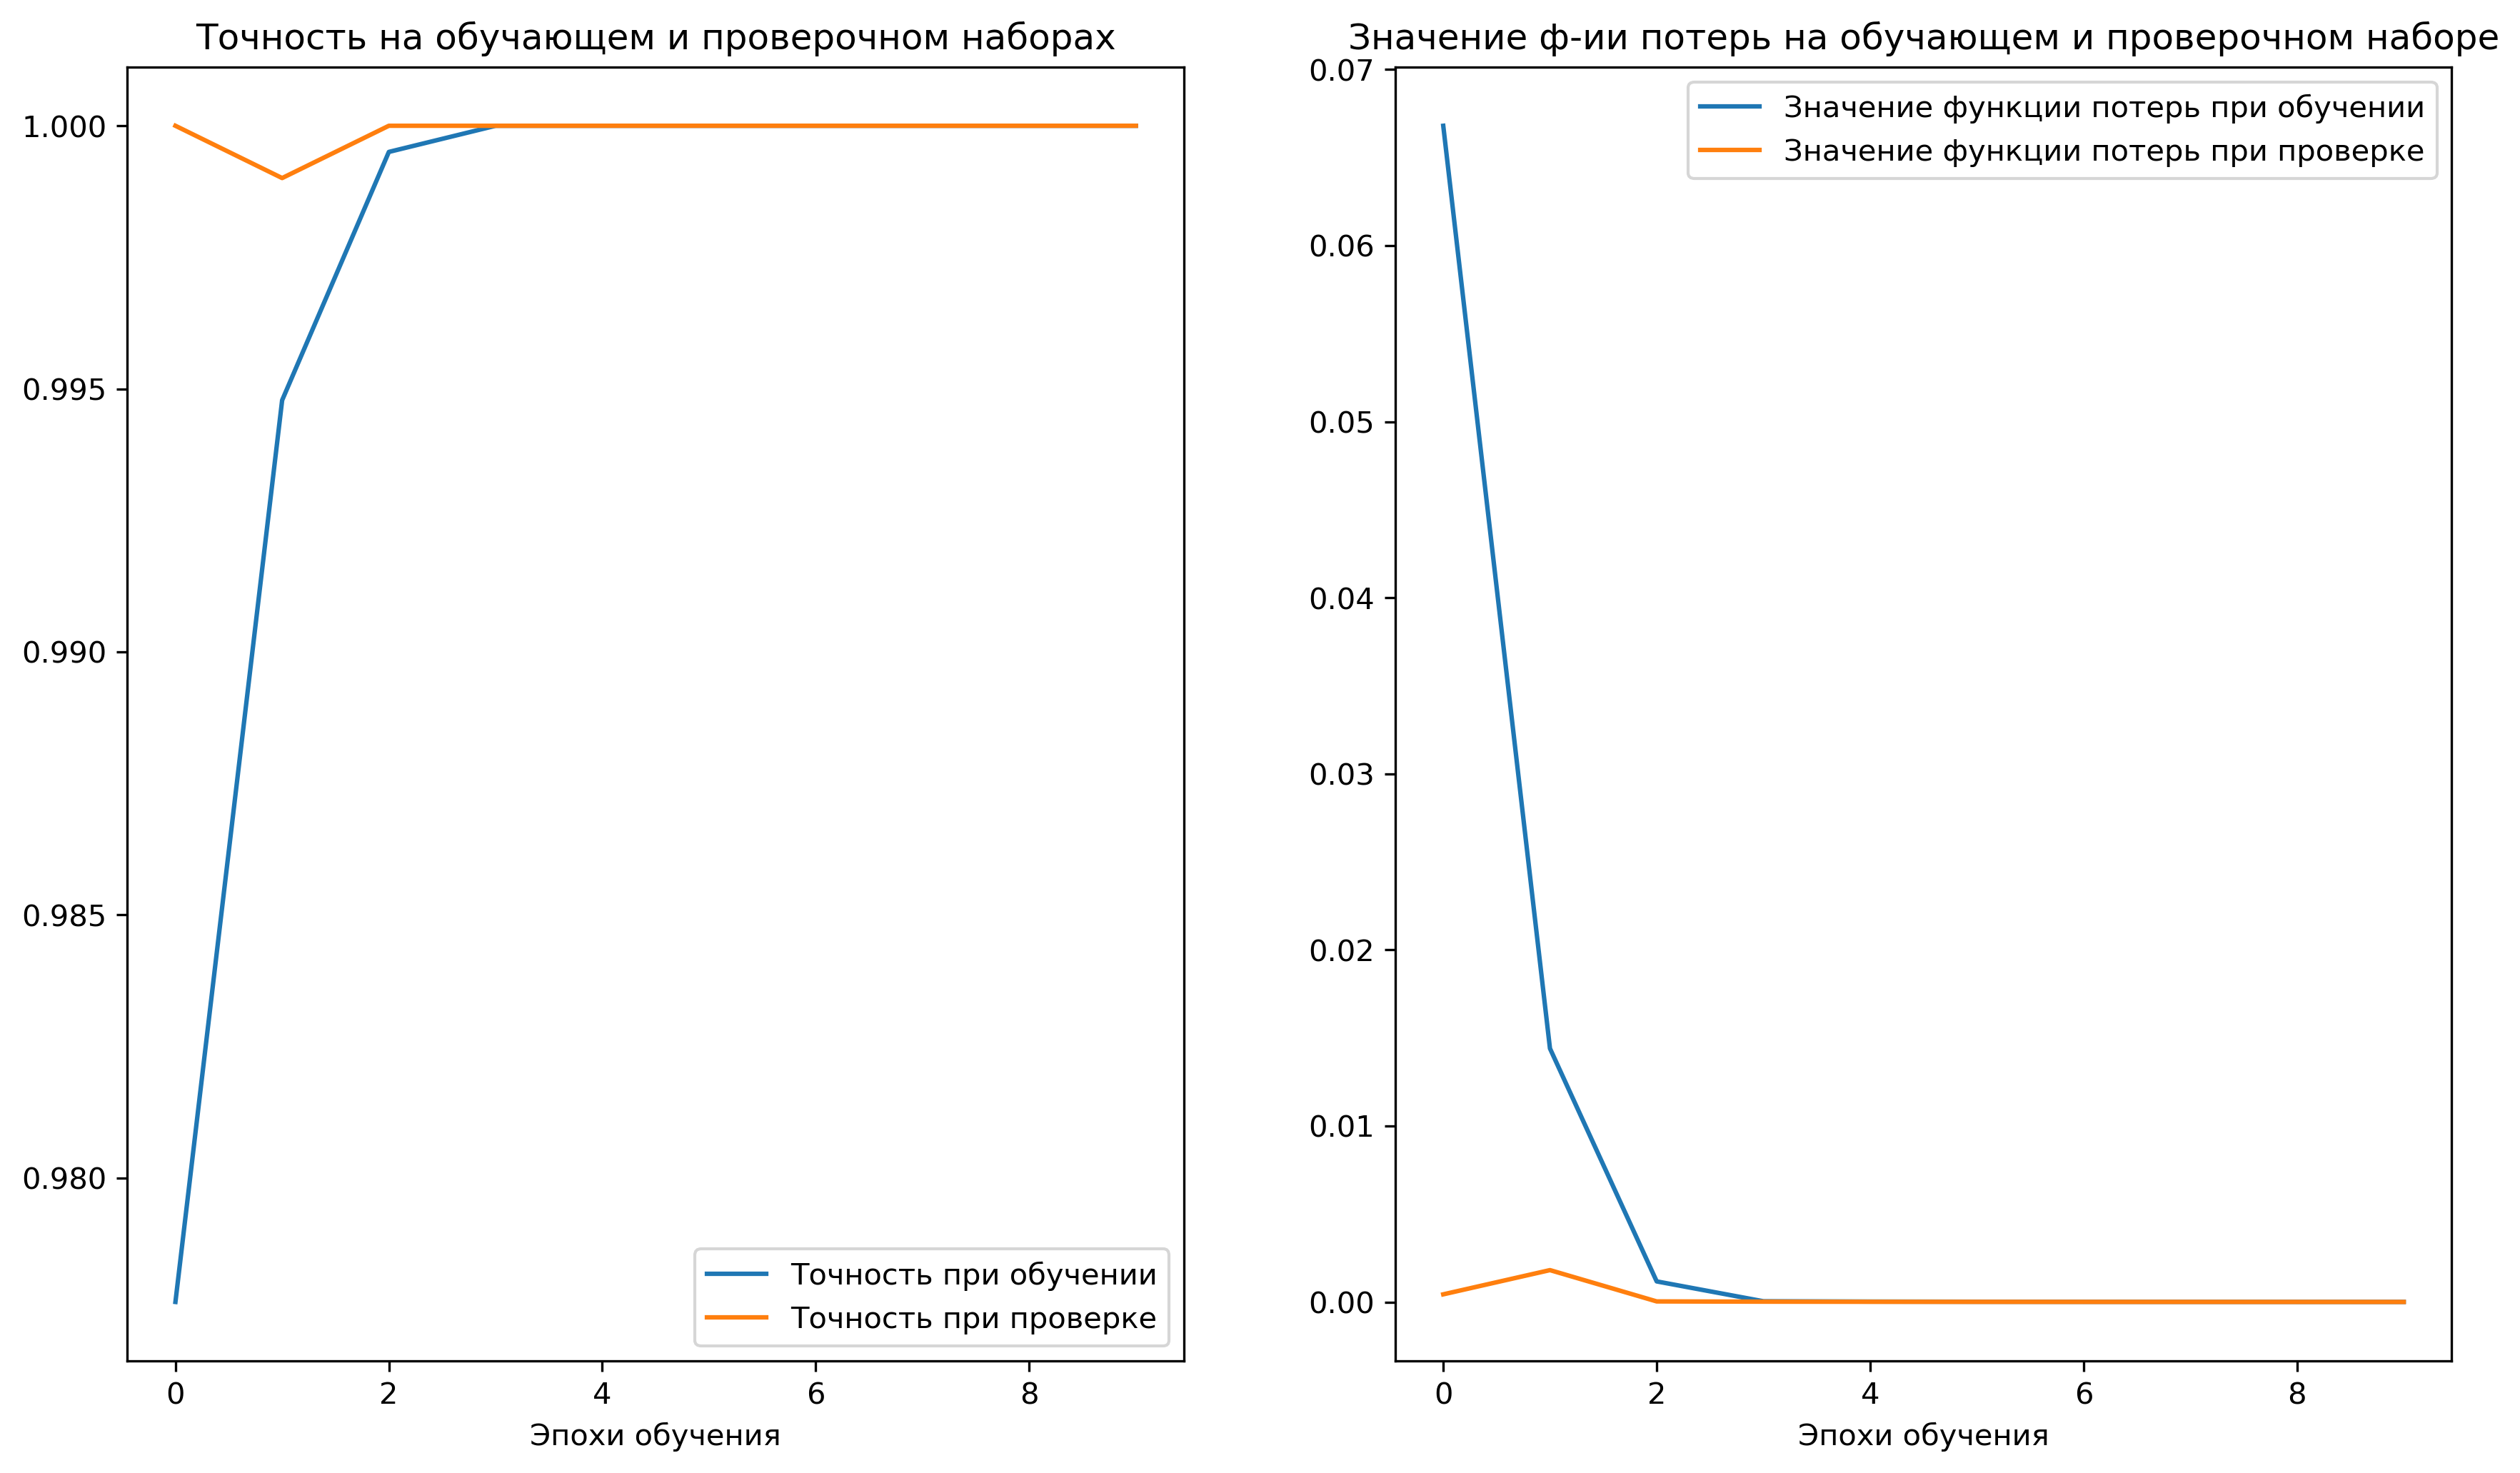 Точность на обучающем и проверочном наборах
1.000
0.995
0.990
0.985
0.980
0 2 4 6 8
Эпохи обучения
Точность при обучении
Точность при проверке
Значение ф-ии потерь на обучающем и проверочном наборе
0.07
0.06
0.05
0.04
0.03
0.02
0.01
0.00
0 2 4 6 8
Эпохи обучения
Значение функции потерь при обучении
Значение функции потерь при проверке